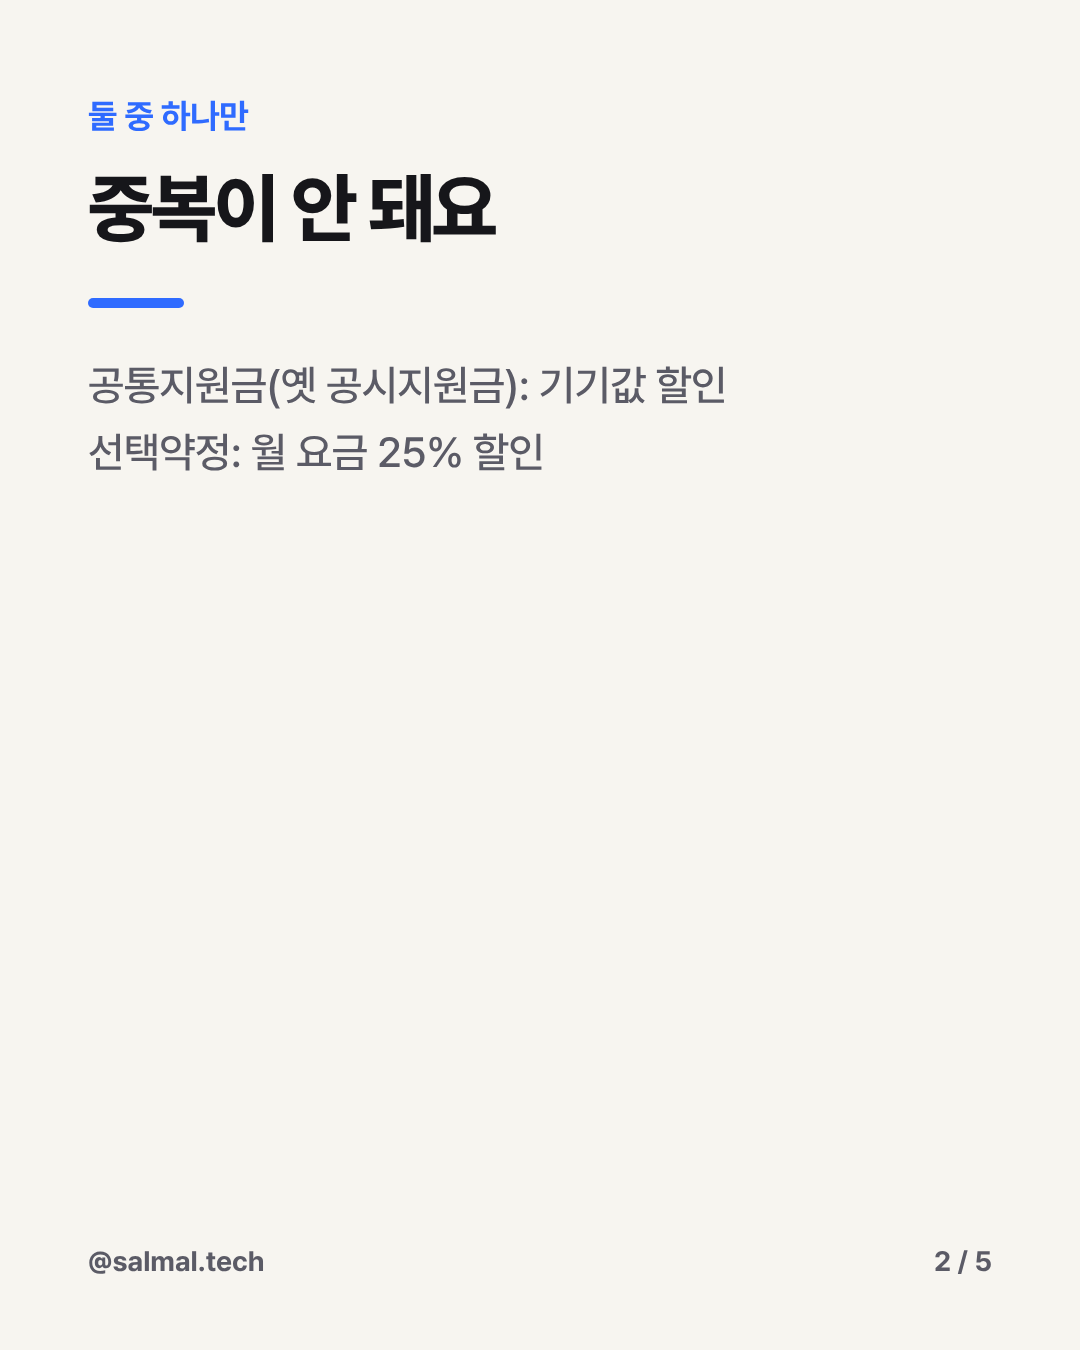 둘 중 하나만
중복이 안 돼요
공통지원금(옛 공시지원금): 기기값 할인
선택약정: 월 요금 25% 할인
@salmal.tech
2 / 5